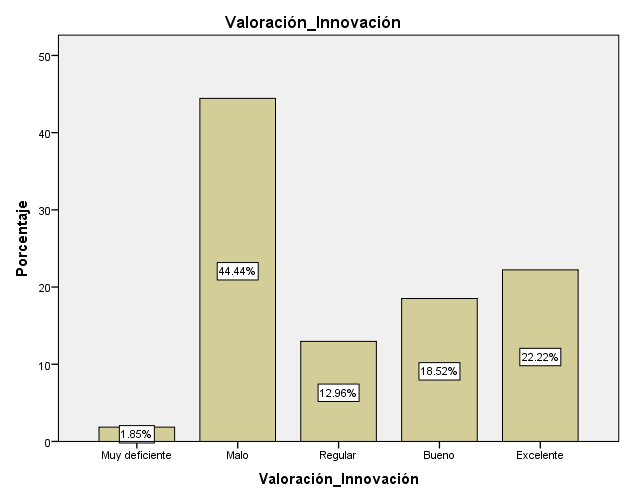 Valoración_Innovación
50
40
30
20
10
0
Porcentaje
1.85%
44.44%
12.96%
18.52%
22.22%
Muy deficiente
Malo
Regular
Bueno
Excelente
Valoración_Innovación